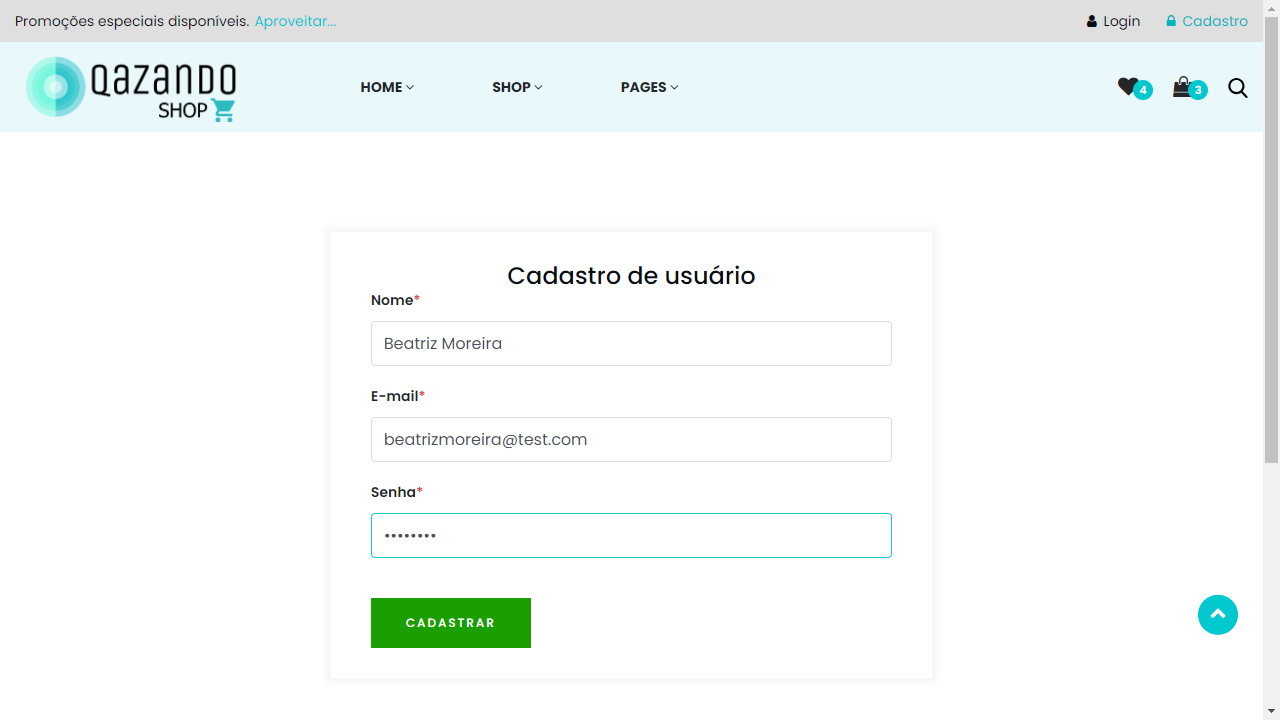 Promoções especiais disponíveis. Aproveitar...
Login
Cadastro
QAZANDO
SHOP
HOME
SHOP
PAGES
4
3
Cadastro de usuário
Nome*
Beatriz Moreira
E-mail*
beatrizmoreira@test.com
Senha*
••••••••
CADASTRAR